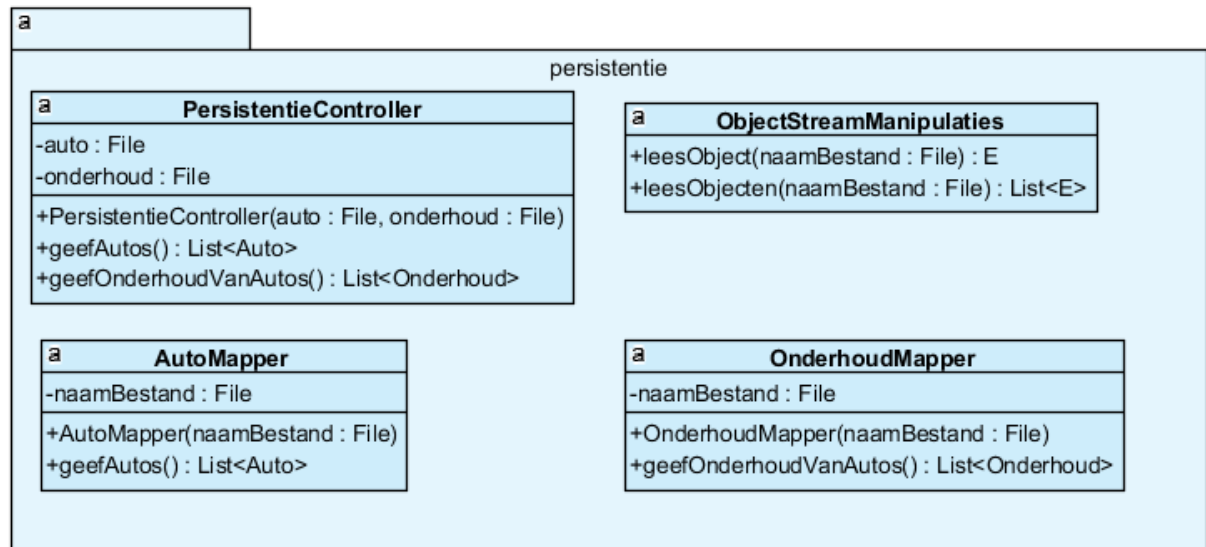 a
persistentie
a
PersistentieController
-auto : File
-onderhoud : File
+PersistentieController(auto : File, onderhoud : File)
+geefAutos() : List<Auto>
+geefOnderhoudVanAutos() : List<Onderhoud>
a
ObjectStreamManipulaties
+leesObject(naamBestand : File) : E
+leesObjecten(naamBestand : File) : List<E>
a
AutoMapper
-naamBestand : File
+AutoMapper(naamBestand : File)
+geefAutos() : List<Auto>
a
OnderhoudMapper
-naamBestand : File
+OnderhoudMapper(naamBestand : File)
+geefOnderhoudVanAutos() : List<Onderhoud>